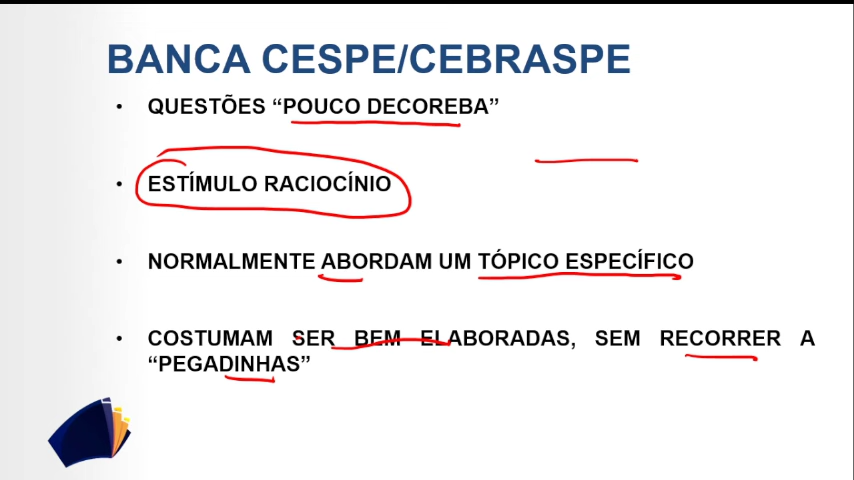 BANCA CESPE/CEBRASPE
• QUESTÕES “POUCO DECOREBA”
• ESTÍMULO RACIOCÍNIO
• NORMALMENTE ABORDAM UM TÓPICO ESPECÍFICO
• COSTUMAM SER BEM ELABORADAS, SEM RECORRER A
“PEGADINHAS”